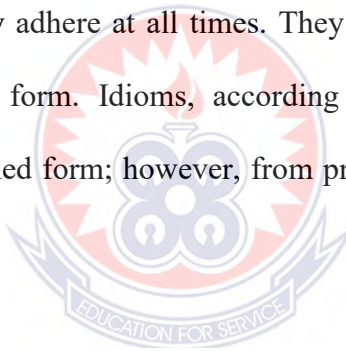 adhere at all times. They
form. Idioms, according
ed form; however, from pr
EDUCATION FOR SERVICE